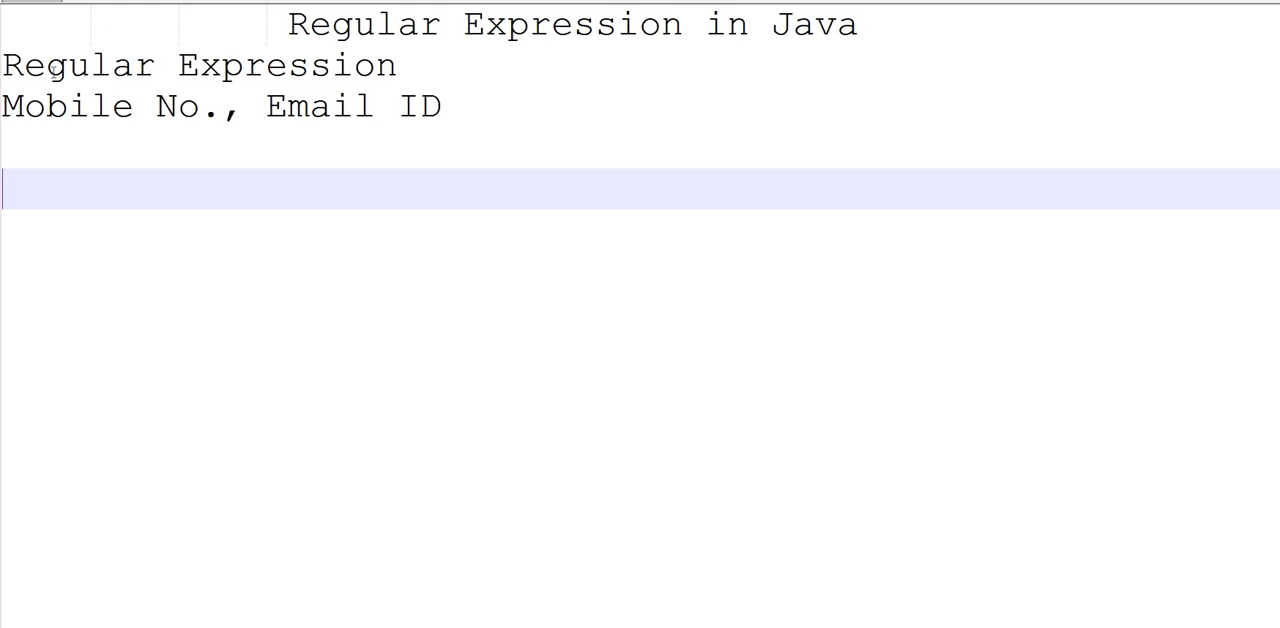 Regular Expression in Java
Regular Expression
Mobile No., Email ID